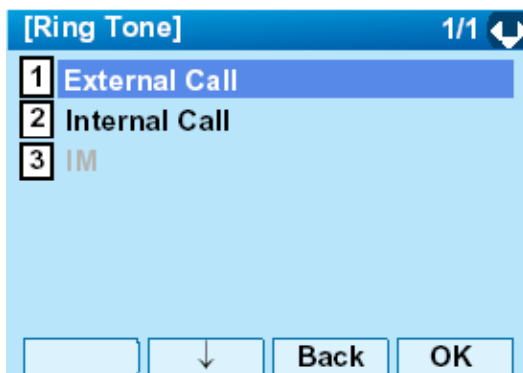 [Ring Tone] 1/1
1 External Call
2 Internal Call
3 IM
↓ Back OK